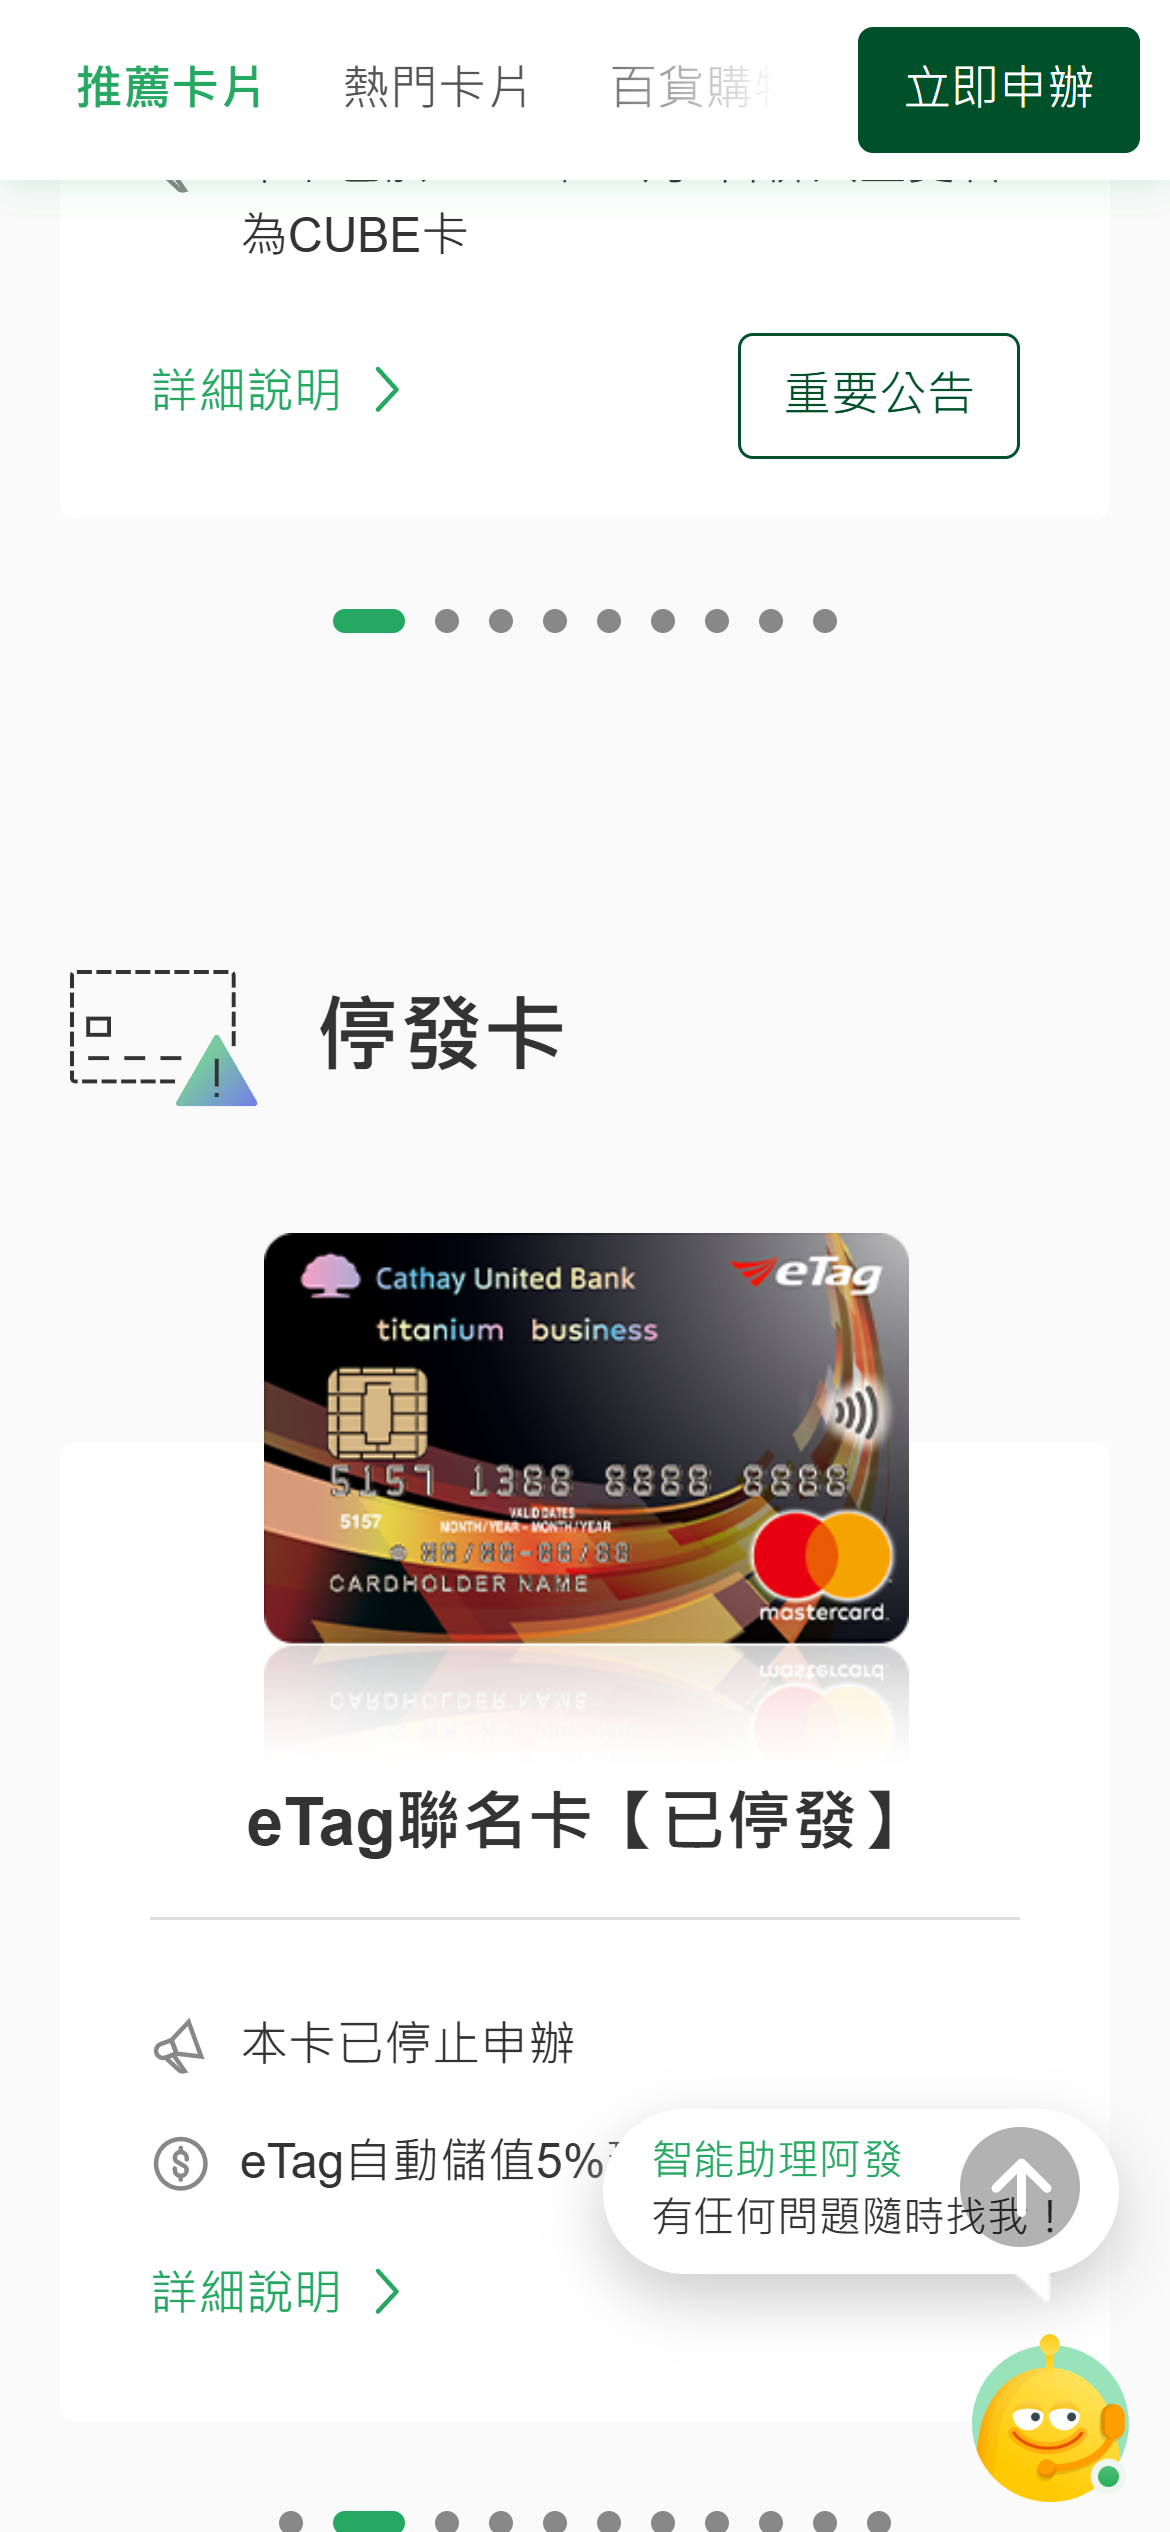 推薦卡片
熱門卡片
百貨購
立即申辦
為CUBE卡
詳細說明
重要公告
停發卡
Cathay United Bank
eTag
titanium business
5157 1388 8888 8888
5157
VALID DATES
MONTH/YEAR - MONTH/YEAR
88/88-88/88
CARDHOLDER NAME
mastercard.
eTag聯名卡【已停發】
本卡已停止申辦
eTag自動儲值5%
智能助理阿發
有任何問題隨時找我！
詳細說明